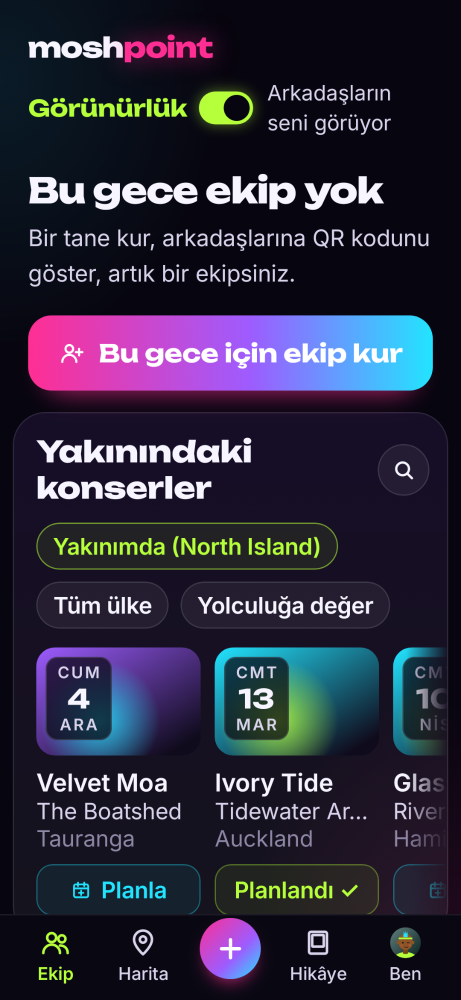 moshpoint
Görünürlük
Arkadaşların
seni görüyor
Bu gece ekip yok
Bir tane kur, arkadaşlarına QR kodunu
göster, artık bir ekipsiniz.
Bu gece için ekip kur
Yakınındaki
konserler
Yakınımda (North Island)
Tüm ülke
Yolculuğa değer
CUM
4
ARA
Velvet Moa
The Boatshed
Tauranga
Planla
CMT
13
MAR
Ivory Tide
Tidewater Ar...
Auckland
Planlandı
Ekip
Harita
Hikâye
Ben